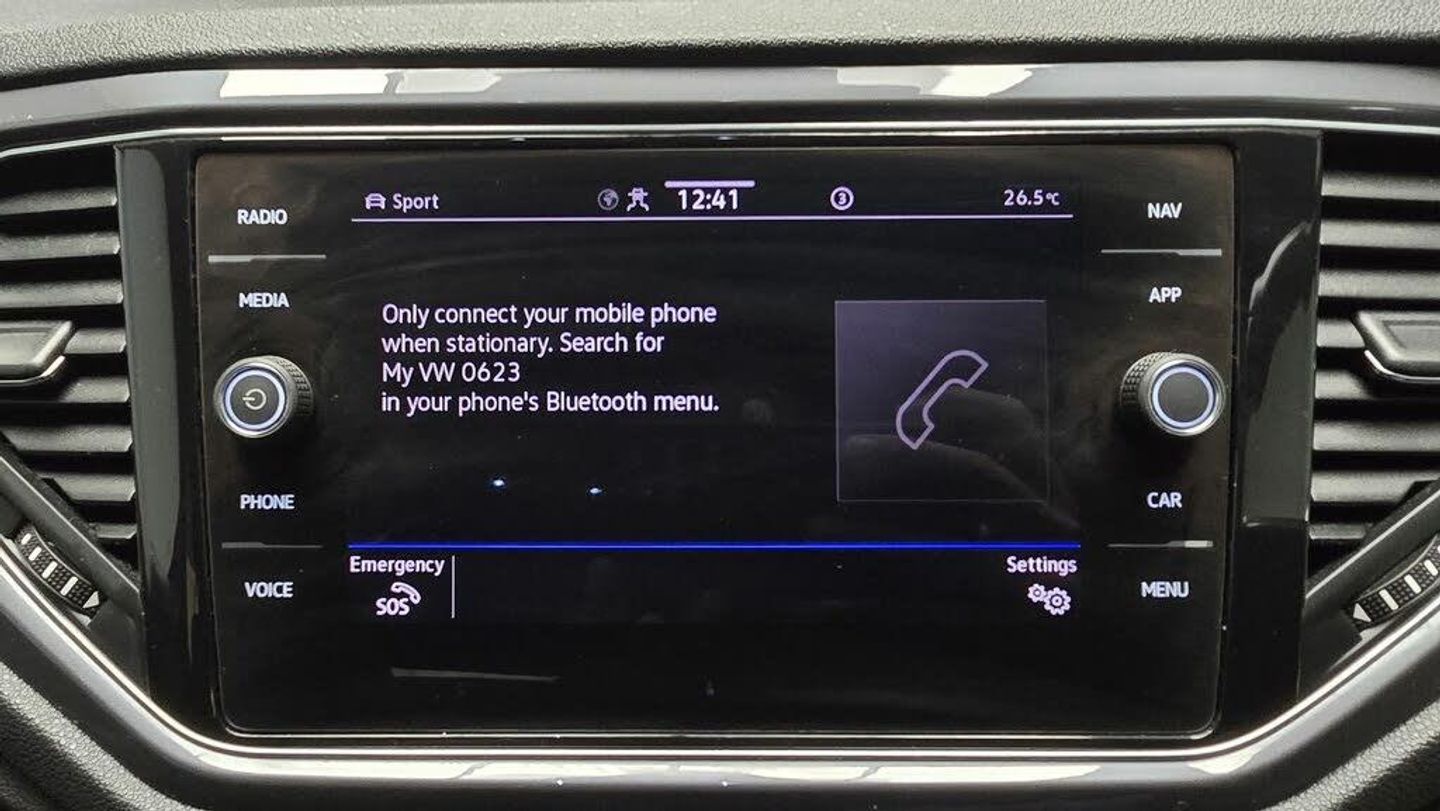 RADIO
Sport
12:41
3
26.5°C
NAV
MEDIA
APP
Only connect your mobile phone
when stationary. Search for
My VW 0623
in your phone's Bluetooth menu.
PHONE
CAR
Emergency
SOS
Settings
VOICE
MENU